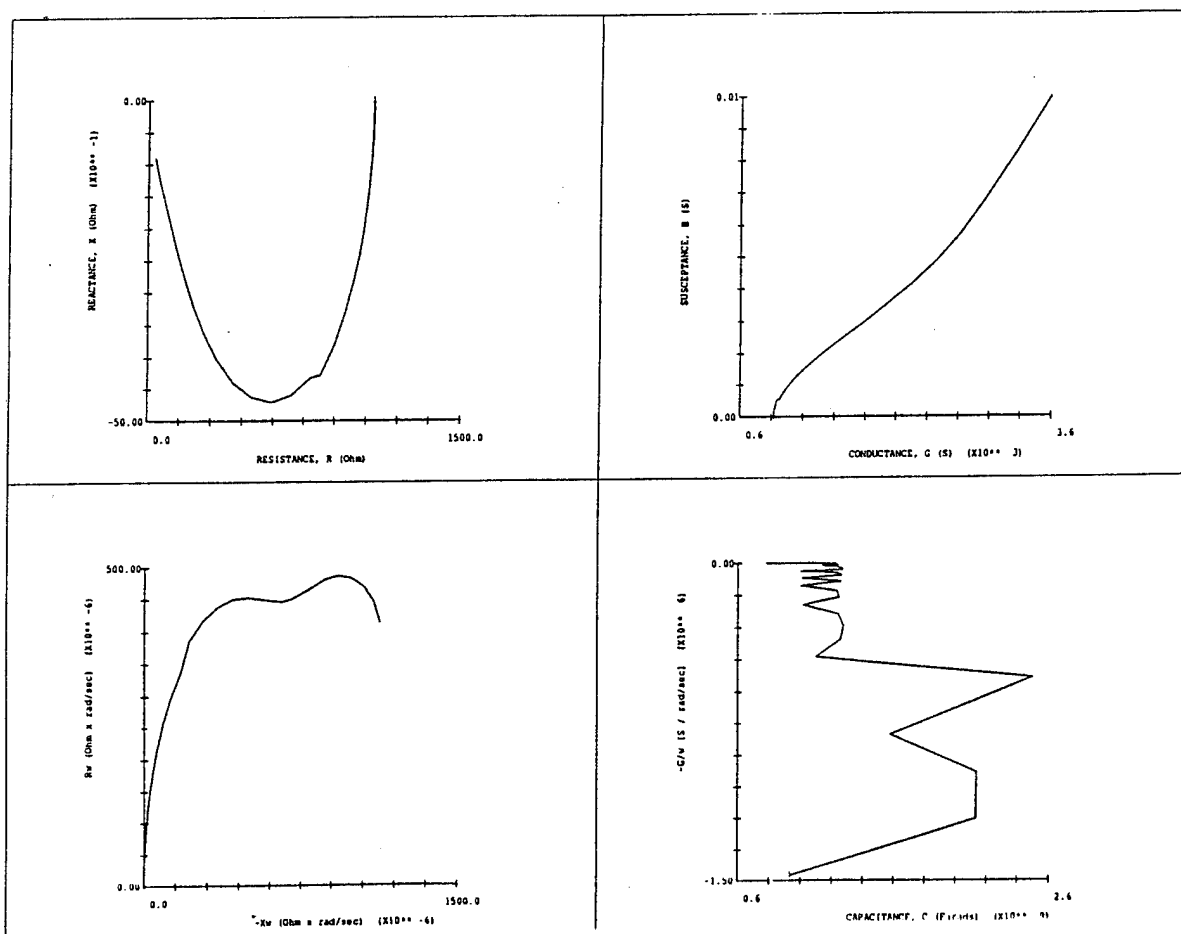 0.00
REACTANCE, X (Ohm) (X10** -1)
-50.00
0.0
1500.0
RESISTANCE, R (Ohm)
0.01
SUSCEPTANCE, B (S)
0.00
0.6
3.6
CONDUCTANCE, G (S) (X10** 3)
500.00
Rw (Ohm x rad/sec) (X10** -6)
0.00
0.0
1500.0
-Xw (Ohm x rad/sec) (X10** -6)
0.00
-G/w (S / rad/sec) (X10** 6)
-1.50
0.6
2.6
CAPACITANCE, C (Farads) (X10** 9)